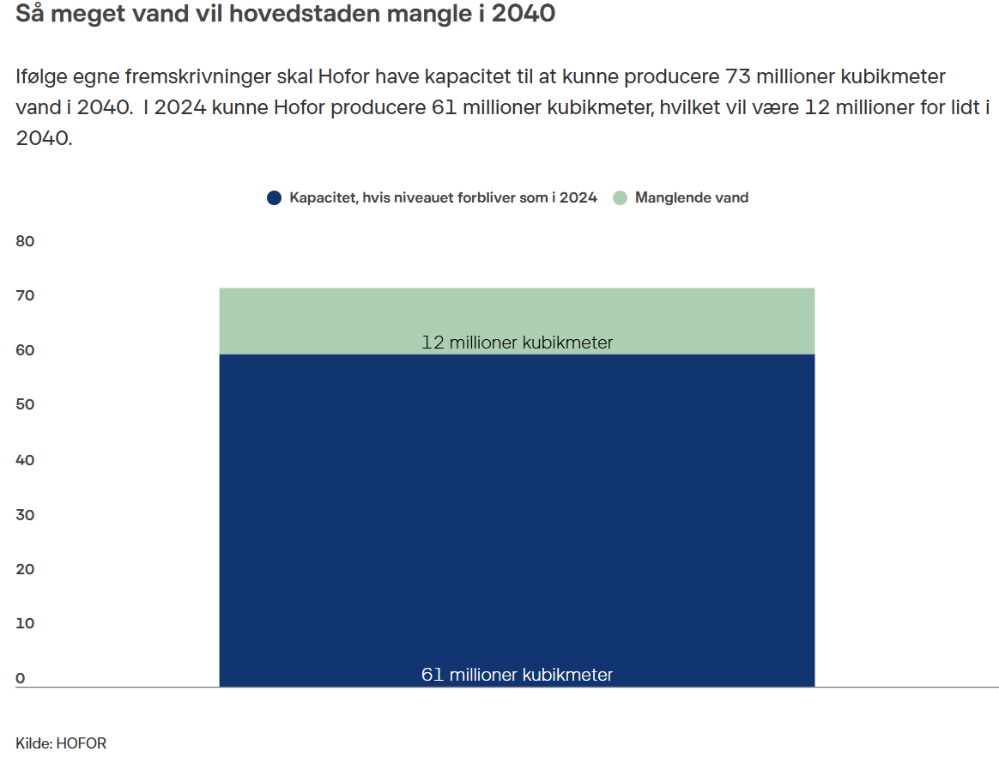 Så meget vand vil hovedstaden mangle i 2040
Ifølge egne fremskrivninger skal Hofor have kapacitet til at kunne producere 73 millioner kubikmeter
vand i 2040. I 2024 kunne Hofor producere 61 millioner kubikmeter, hvilket vil være 12 millioner for lidt i
2040.
Kapacitet, hvis niveauet forbliver som i 2024 Manglende vand
80
70
12 millioner kubikmeter
60
50
40
30
20
10
61 millioner kubikmeter
0
Kilde: HOFOR